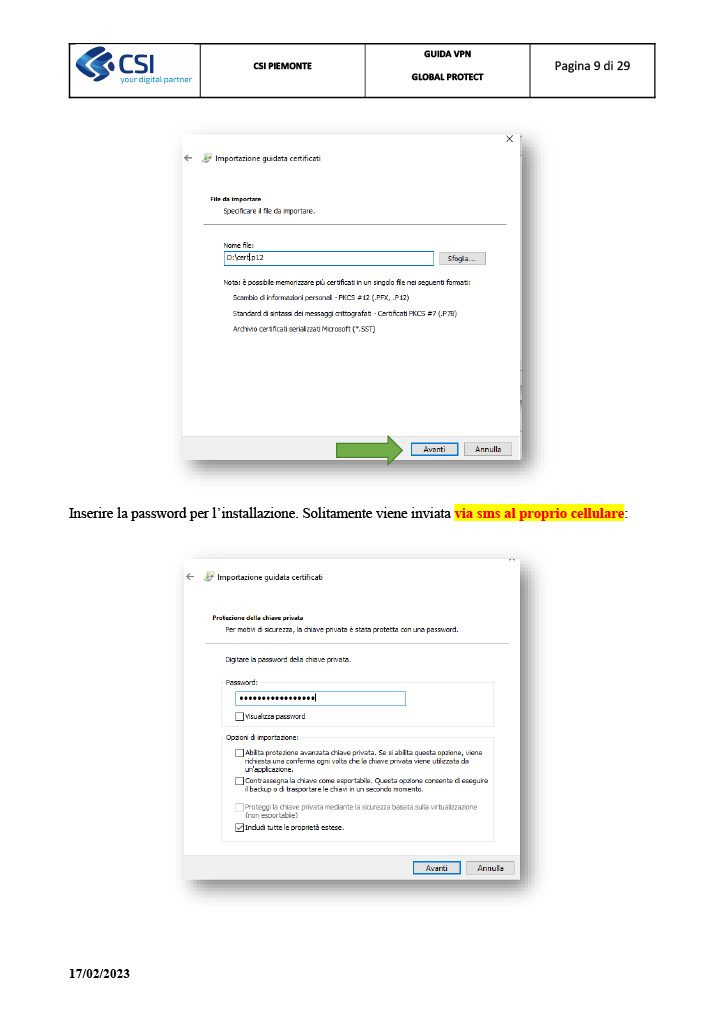 CSI
your digital partner
CSI PIEMONTE
GUIDA VPN
GLOBAL PROTECT
Pagina 9 di 29
Importazione guidata certificati
File da importare
Specificare il file da importare.
Nome file:
D:\cert.p12
Sfoglia...
Nota: è possibile memorizzare più certificati in un singolo file nei seguenti formati:
Scambio di informazioni personali - PKCS #12 (.PFX, .P12)
Standard di sintassi dei messaggi crittografati - Certificati PKCS #7 (.P7B)
Archivio certificati serializzati Microsoft (*.SST)
Avanti
Annulla
Inserire la password per l’installazione. Solitamente viene inviata via sms al proprio cellulare:
Importazione guidata certificati
Protezione della chiave privata
Per motivi di sicurezza, la chiave privata è stata protetta con una password.
Digitare la password della chiave privata.
Password:
•••••••••••••••••
Visualizza password
Opzioni di importazione:
Abilita protezione avanzata chiave privata. Se si abilita questa opzione, viene
richiesta una conferma ogni volta che la chiave privata viene utilizzata da
un'applicazione.
Contrassegna la chiave come esportabile. Questa opzione consente di eseguire
il backup o di trasportare le chiavi in un secondo momento.
Proteggi la chiave privata mediante la sicurezza basata sulla virtualizzazione
(non esportabile)
Includi tutte le proprietà estese.
Avanti
Annulla
17/02/2023